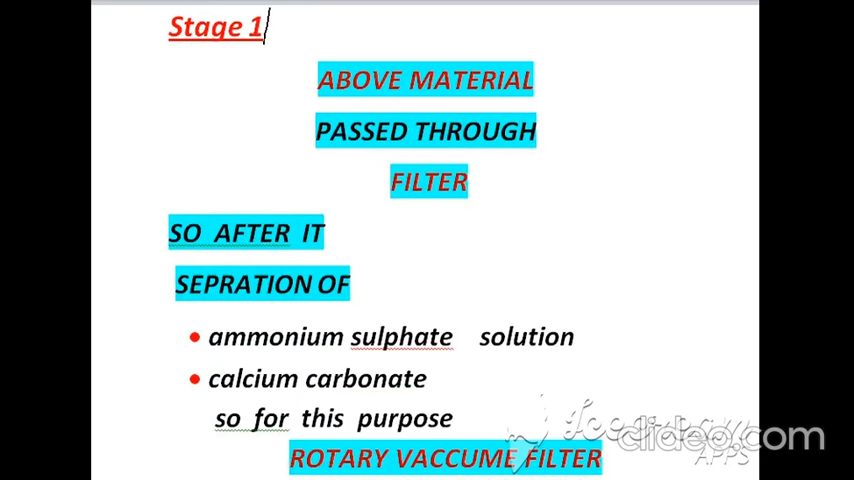 Stage 1
ABOVE MATERIAL
PASSED THROUGH
FILTER
SO AFTER IT
SEPRATION OF
ammonium sulphate solution
calcium carbonate
so for this purpose
clideo.com
APPS
ROTARY VACCUME FILTER